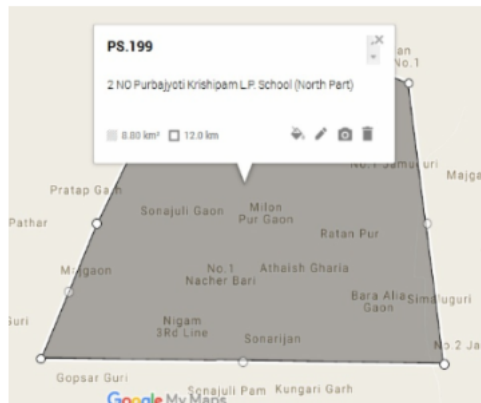 PS.199
2 NO Purbajyoti Krishipam L.P. School (North Part)
8.80 km² 12.0 km
No.1
Pratap Garh
Majga
Sonajuli Gaon
Milon
Pur Gaon
Pathar
Ratan Pur
Majgaon
No.1
Nacher Bari
Athaish Gharia
Bara Alia
Gaon
Simaluguri
Guri
Nigam
3Rd Line
Sonarijan
No.2 Ja
Gopsar Guri
Sonajuli Pam
Kungari Garh
Google My Maps